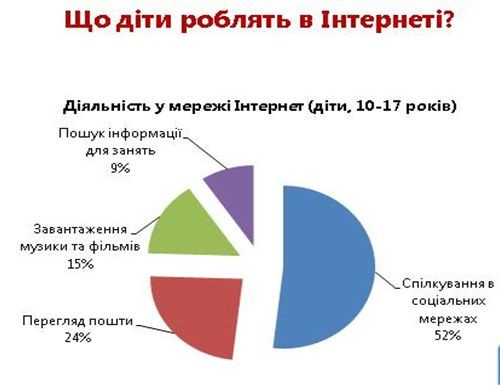 Що діти роблять в Інтернеті?
Діяльність у мережі Інтернет (діти, 10-17 років)
Пошук інформації
для занять
9%
Завантаження
музики та фільмів
15%
Перегляд пошти
24%
Спілкування в
соціальних
мережах
52%